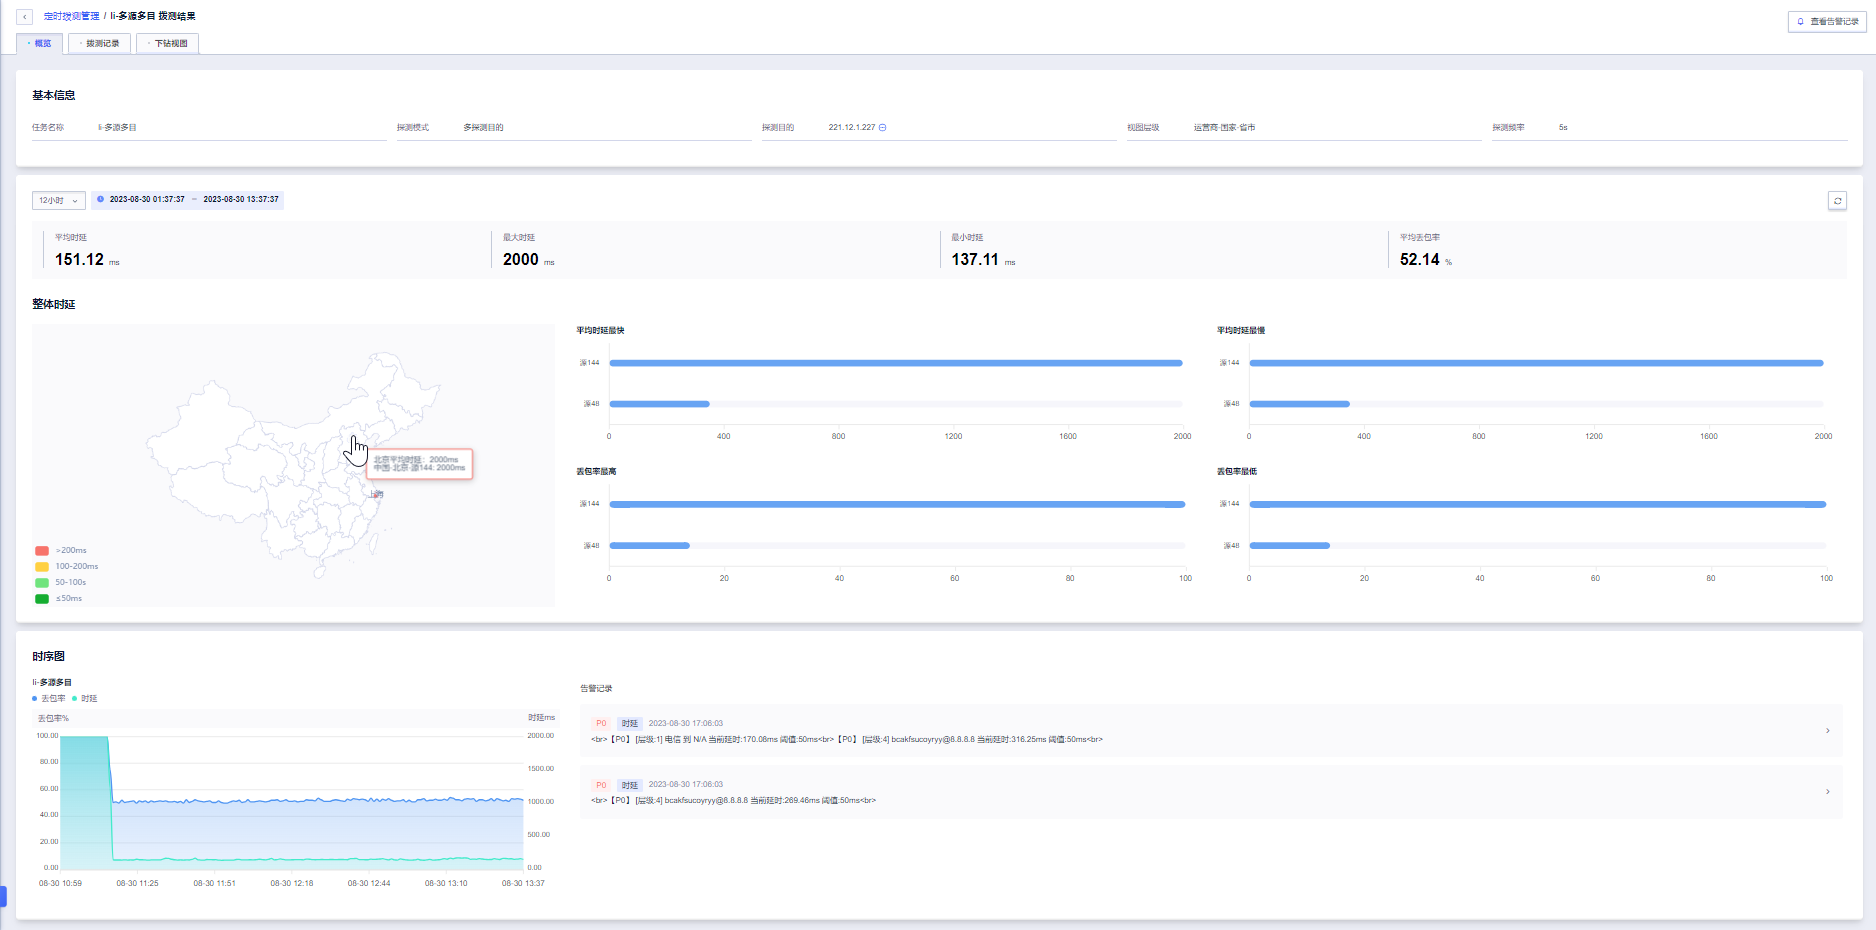 定时拨测管理 / li-多源多目 拨测结果
查看告警记录
概览
拨测记录
下钻视图
基本信息
任务名称 li-多源多目
探测模式 多探测目的
探测目的 221.12.1.227
视图层级 运营商-国家-省市
探测频率 5s
12小时
2023-08-30 01:37:37 ~ 2023-08-30 13:37:37
平均时延
151.12 ms
最大时延
2000 ms
最小时延
137.11 ms
平均丢包率
52.14 %
整体时延
北京平均时延：2000ms
中国-北京-源144: 2000ms
上海
>200ms
100-200ms
50-100s
≤50ms
平均时延最快
源144
源48
0 400 800 1200 1600 2000
平均时延最慢
源144
源48
0 400 800 1200 1600 2000
丢包率最高
源144
源48
0 20 40 60 80 100
丢包率最低
源144
源48
0 20 40 60 80 100
时序图
li-多源多目
丢包率 时延
丢包率% 时延ms
100.00 2000.00
80.00 1500.00
60.00 1000.00
40.00
20.00 500.00
0.00 0.00
08-30 10:59 08-30 11:25 08-30 11:51 08-30 12:18 08-30 12:44 08-30 13:10 08-30 13:37
告警记录
P0 时延 2023-08-30 17:06:03
<br>【P0】 [层级:1] 电信 到 N/A 当前延时:170.08ms 阈值:50ms<br>【P0】 [层级:4] bcakfsucoyryy@8.8.8.8 当前延时:316.25ms 阈值:50ms<br>
P0 时延 2023-08-30 17:06:03
<br>【P0】 [层级:4] bcakfsucoyryy@8.8.8.8 当前延时:269.46ms 阈值:50ms<br>